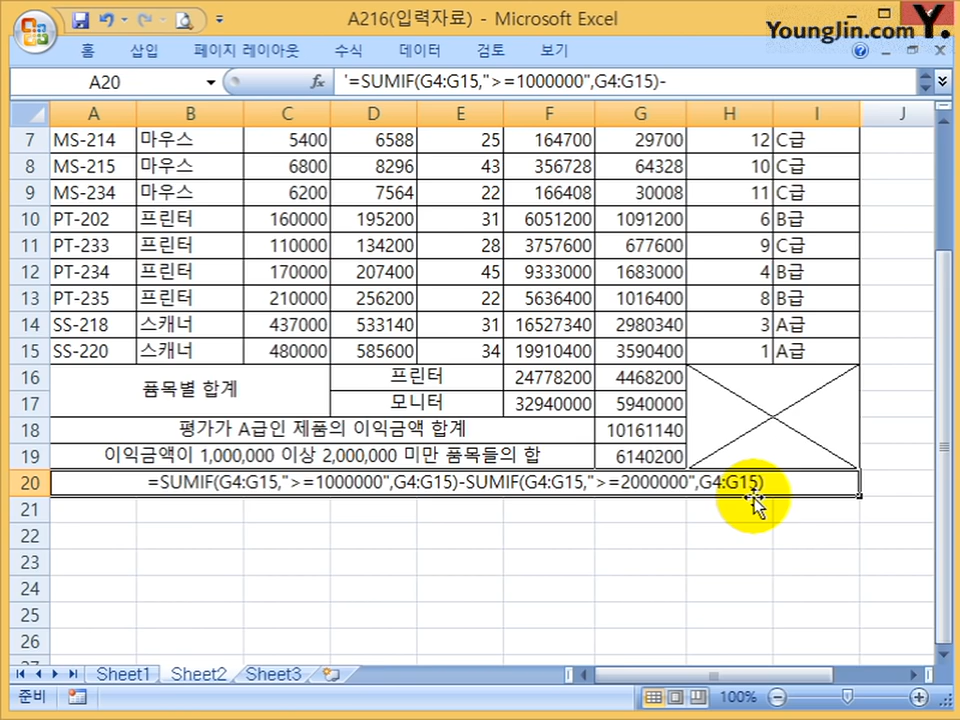 A216(입력자료) - Microsoft Excel
YoungJin.com Y.
홈 삽입 페이지 레이아웃 수식 데이터 검토 보기
A20 fx '=SUMIF(G4:G15,">=1000000",G4:G15)-
A B C D E F G H I J
7 MS-214 마우스 5400 6588 25 164700 29700 12 C급
8 MS-215 마우스 6800 8296 43 356728 64328 10 C급
9 MS-234 마우스 6200 7564 22 166408 30008 11 C급
10 PT-202 프린터 160000 195200 31 6051200 1091200 6 B급
11 PT-233 프린터 110000 134200 28 3757600 677600 9 C급
12 PT-234 프린터 170000 207400 45 9333000 1683000 4 B급
13 PT-235 프린터 210000 256200 22 5636400 1016400 8 B급
14 SS-218 스캐너 437000 533140 31 16527340 2980340 3 A급
15 SS-220 스캐너 480000 585600 34 19910400 3590400 1 A급
16 품목별 합계 프린터 24778200 4468200
17 모니터 32940000 5940000
18 평가가 A급인 제품의 이익금액 합계 10161140
19 이익금액이 1,000,000 이상 2,000,000 미만 품목들의 합 6140200
20 =SUMIF(G4:G15,">=1000000",G4:G15)-SUMIF(G4:G15,">=2000000",G4:G15)
21
22
23
24
25
26
27
Sheet1 Sheet2 Sheet3
준비 100%